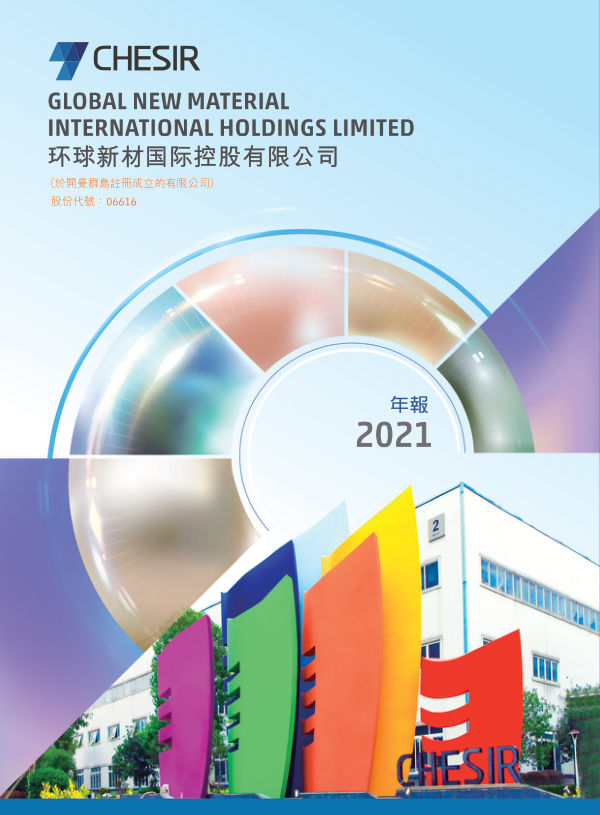 CHESIR
GLOBAL NEW MATERIAL
INTERNATIONAL HOLDINGS LIMITED
环球新材国际控股有限公司
(於開曼群島註冊成立的有限公司)
股份代號：06616
年報
2021
2
CHESIR